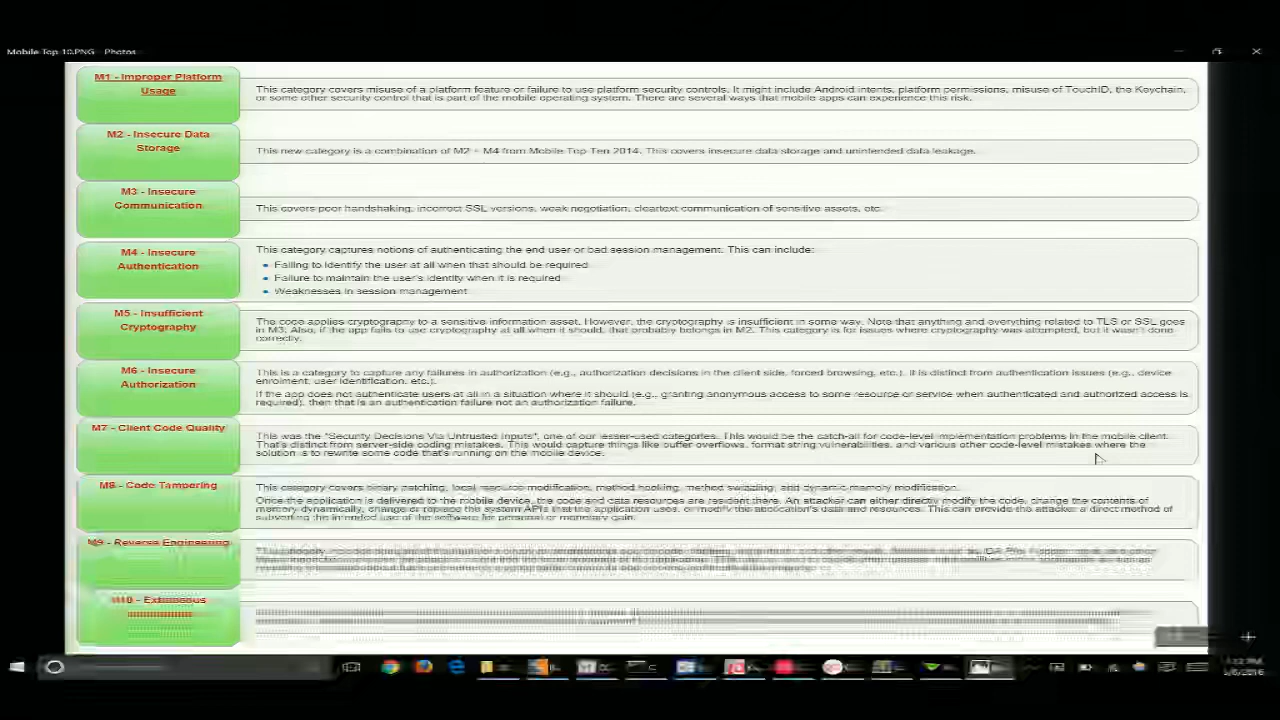 Mobile Top 10.PNG - Photos
M1 - Improper Platform
Usage
This category covers misuse of a platform feature or failure to use platform security controls. It might include Android intents, platform permissions, misuse of TouchID, the Keychain,
or some other security control that is part of the mobile operating system. There are several ways that mobile apps can experience this risk.
M2 - Insecure Data
Storage
This new category is a combination of M2 + M4 from Mobile Top Ten 2014. This covers insecure data storage and unintended data leakage.
M3 - Insecure
Communication
This covers poor handshaking, incorrect SSL versions, weak negotiation, cleartext communication of sensitive assets, etc.
M4 - Insecure
Authentication
This category captures notions of authenticating the end user or bad session management. This can include:
• Failing to identify the user at all when that should be required
• Failure to maintain the user's identity when it is required
• Weaknesses in session management
M5 - Insufficient
Cryptography
The code applies cryptography to a sensitive information asset. However, the cryptography is insufficient in some way. Note that anything and everything related to TLS or SSL goes
in M3. Also, if the app fails to use cryptography at all when it should, that probably belongs in M2. This category is for issues where cryptography was attempted, but it wasn't done
correctly.
M6 - Insecure
Authorization
This is a category to capture any failures in authorization (e.g., authorization decisions in the client side, forced browsing, etc.). It is distinct from authentication issues (e.g., device
enrolment, user identification, etc.).
If the app does not authenticate users at all in a situation where it should (e.g., granting anonymous access to some resource or service when authenticated and authorized access is
required), then that is an authentication failure not an authorization failure.
M7 - Client Code Quality
This was the "Security Decisions Via Untrusted Inputs", one of our lesser-used categories. This would be the catch-all for code-level implementation problems in the mobile client.
That's distinct from server-side coding mistakes. This would capture things like buffer overflows, format string vulnerabilities, and various other code-level mistakes where the
solution is to rewrite some code that's running on the mobile device.
M8 - Code Tampering
This category covers binary patching, local resource modification, method hooking, method swizzling, and dynamic memory modification.
Once the application is delivered to the mobile device, the code and data resources are resident there. An attacker can either directly modify the code, change the contents of
memory dynamically, change or replace the system APIs that the application uses, or modify the application's data and resources. This can provide the attacker a direct method of
subverting the intended use of the software for personal or monetary gain.
M9 - Reverse Engineering
M10 - Extraneous